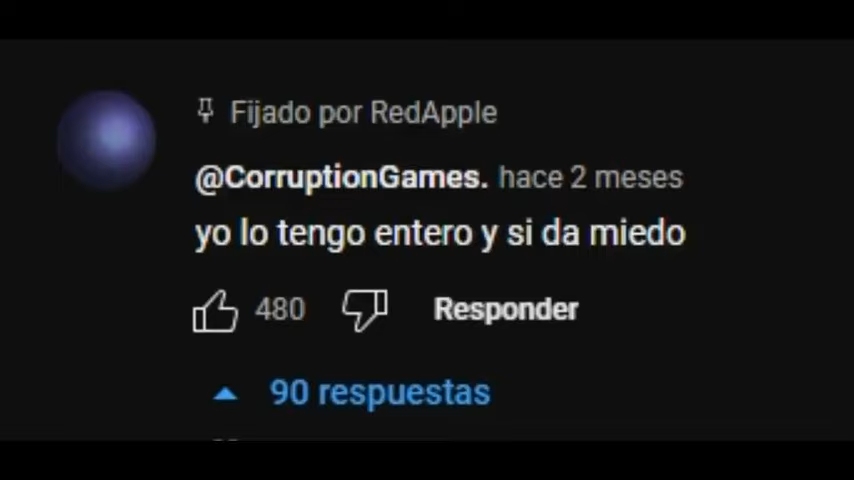 Fijado por RedApple
@CorruptionGames. hace 2 meses
yo lo tengo entero y si da miedo
480 Responder
90 respuestas